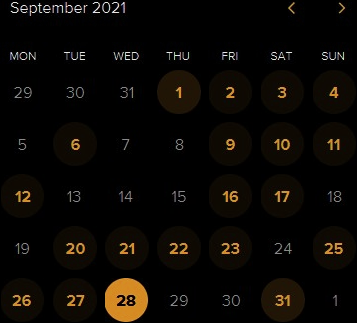 September 2021
MON TUE WED THU FRI SAT SUN
29 30 31 1 2 3 4
5 6 7 8 9 10 11
12 13 14 15 16 17 18
19 20 21 22 23 24 25
26 27 28 29 30 31 1